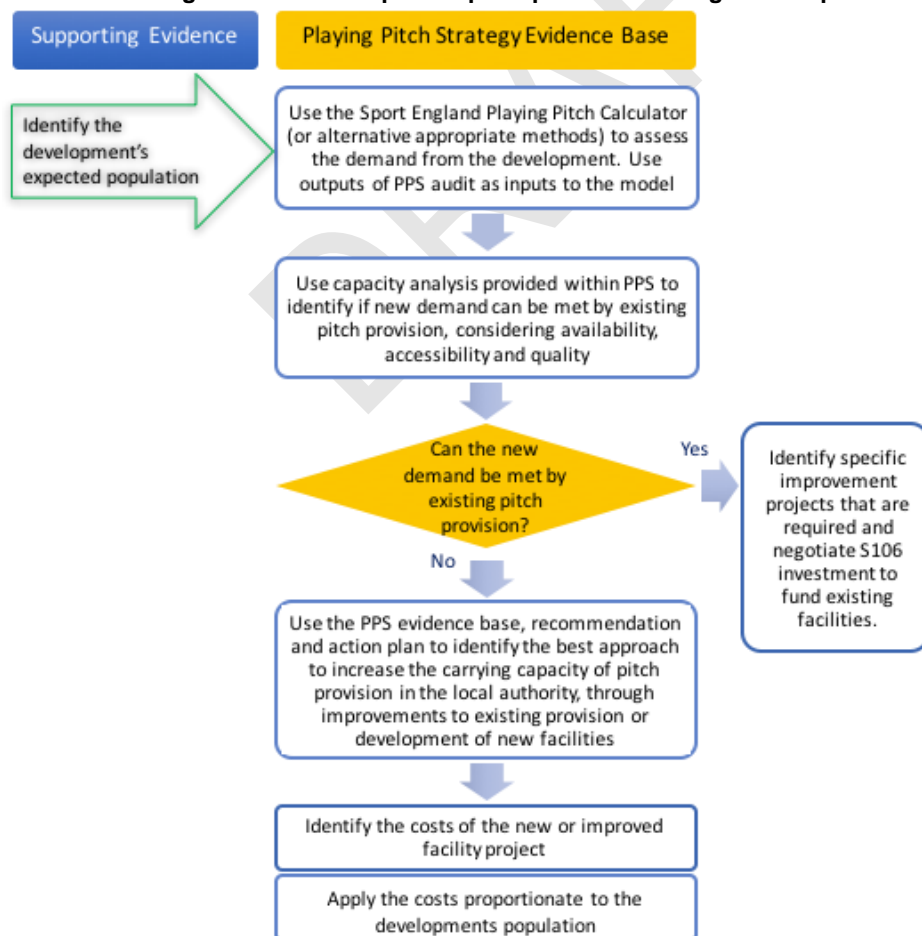 Supporting Evidence
Playing Pitch Strategy Evidence Base
Identify the
development's
expected population
Use the Sport England Playing Pitch Calculator
(or alternative appropriate methods) to assess
the demand from the development. Use
outputs of PPS audit as inputs to the model
Use capacity analysis provided within PPS to
identify if new demand can be met by existing
pitch provision, considering availability,
accessibility and quality
Can the new
demand be met by
existing pitch
provision?
Yes
Identify specific
improvement
projects that are
required and
negotiate S106
investment to
fund existing
facilities.
No
Use the PPS evidence base, recommendation
and action plan to identify the best approach
to increase the carrying capacity of pitch
provision in the local authority, through
improvements to existing provision or
development of new facilities
Identify the costs of the new or improved
facility project
Apply the costs proportionate to the
developments population